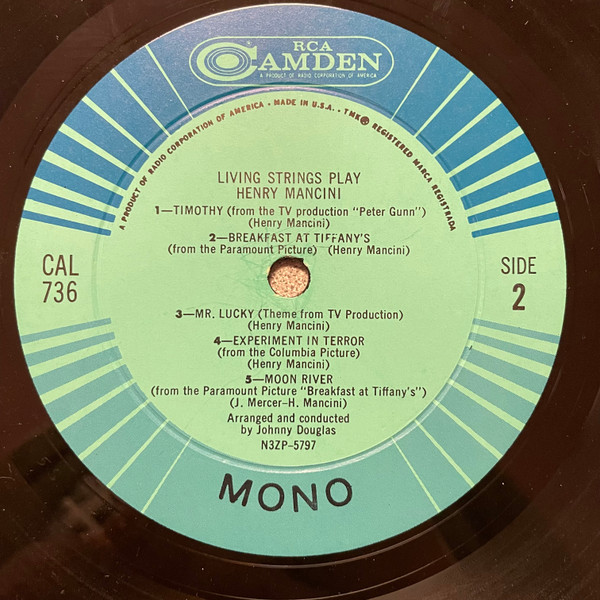 RCA
CAMDEN
A PRODUCT OF RADIO CORPORATION OF AMERICA
A PRODUCT OF RADIO CORPORATION OF AMERICA • MADE IN U.S.A. • TMK ® REGISTERED MARCA REGISTRADA
LIVING STRINGS PLAY
HENRY MANCINI
1—TIMOTHY (from the TV production "Peter Gunn")
(Henry Mancini)
2—BREAKFAST AT TIFFANY'S
(from the Paramount Picture) (Henry Mancini)
CAL
736
SIDE
2
3—MR. LUCKY (Theme from TV Production)
(Henry Mancini)
4—EXPERIMENT IN TERROR
(from the Columbia Picture)
(Henry Mancini)
5—MOON RIVER
(from the Paramount Picture "Breakfast at Tiffany's")
(J. Mercer–H. Mancini)
Arranged and conducted
by Johnny Douglas
N3ZP-5797
MONO